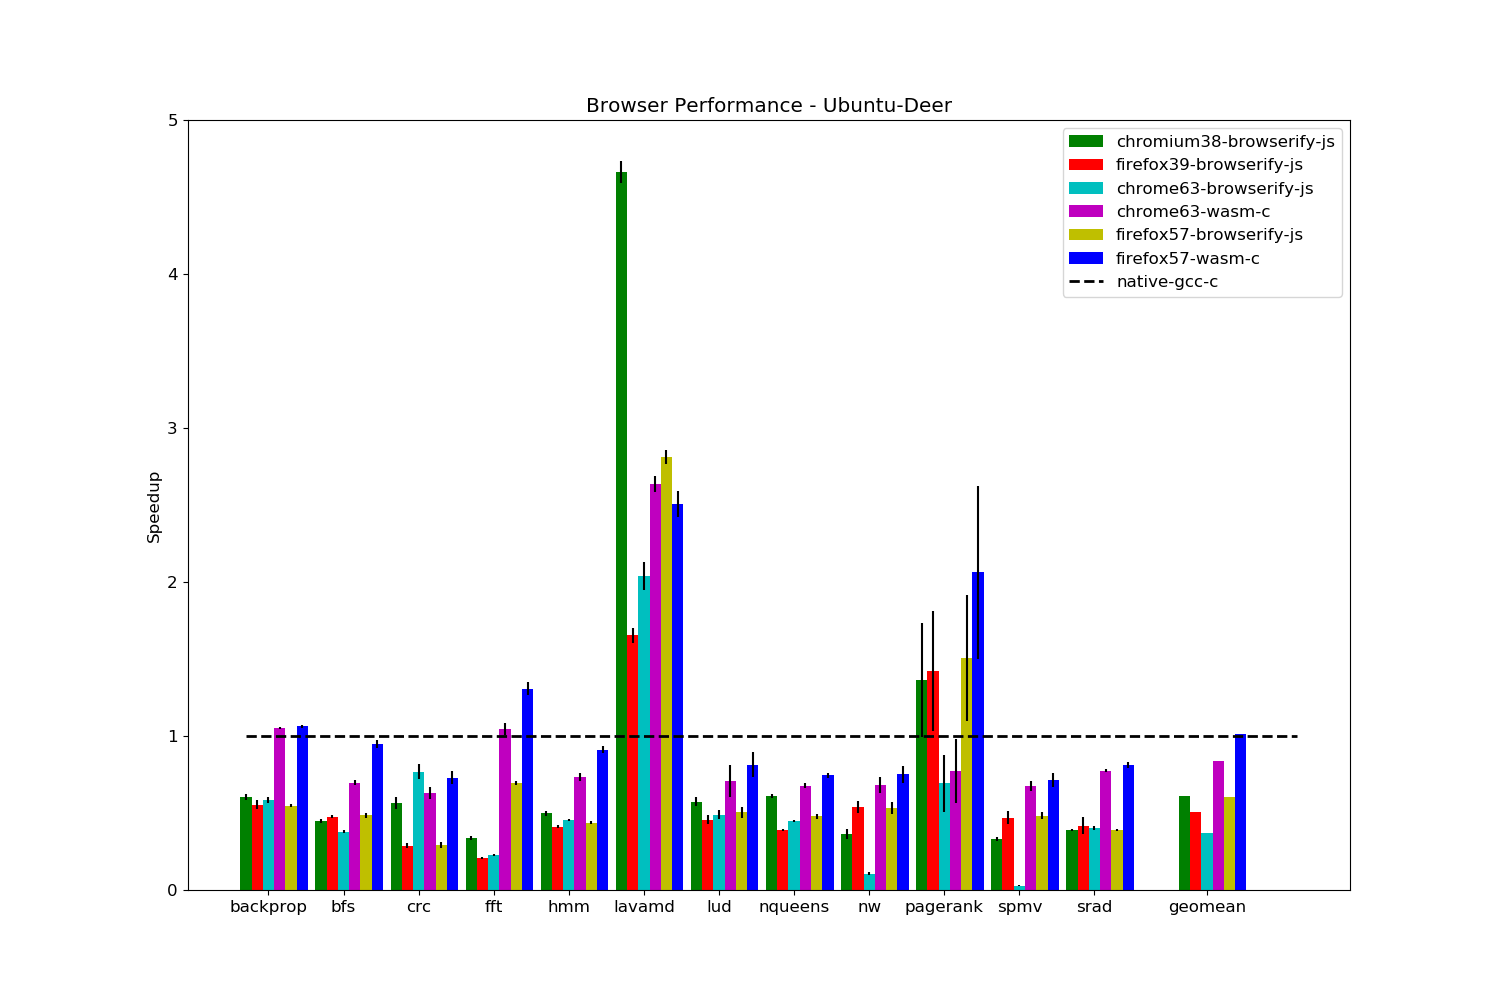 Browser Performance - Ubuntu-Deer
5
4
3
2
1
0
Speedup
chromium38-browserify-js
firefox39-browserify-js
chrome63-browserify-js
chrome63-wasm-c
firefox57-browserify-js
firefox57-wasm-c
native-gcc-c
backprop bfs crc fft hmm lavamd lud nqueens nw pagerank spmv srad geomean